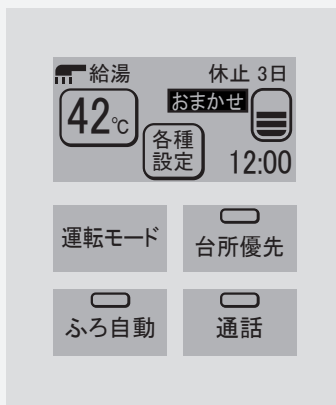 給湯 休止 3日
42℃ おまかせ
各種
設定 12:00
運転モード 台所優先
ふろ自動 通話